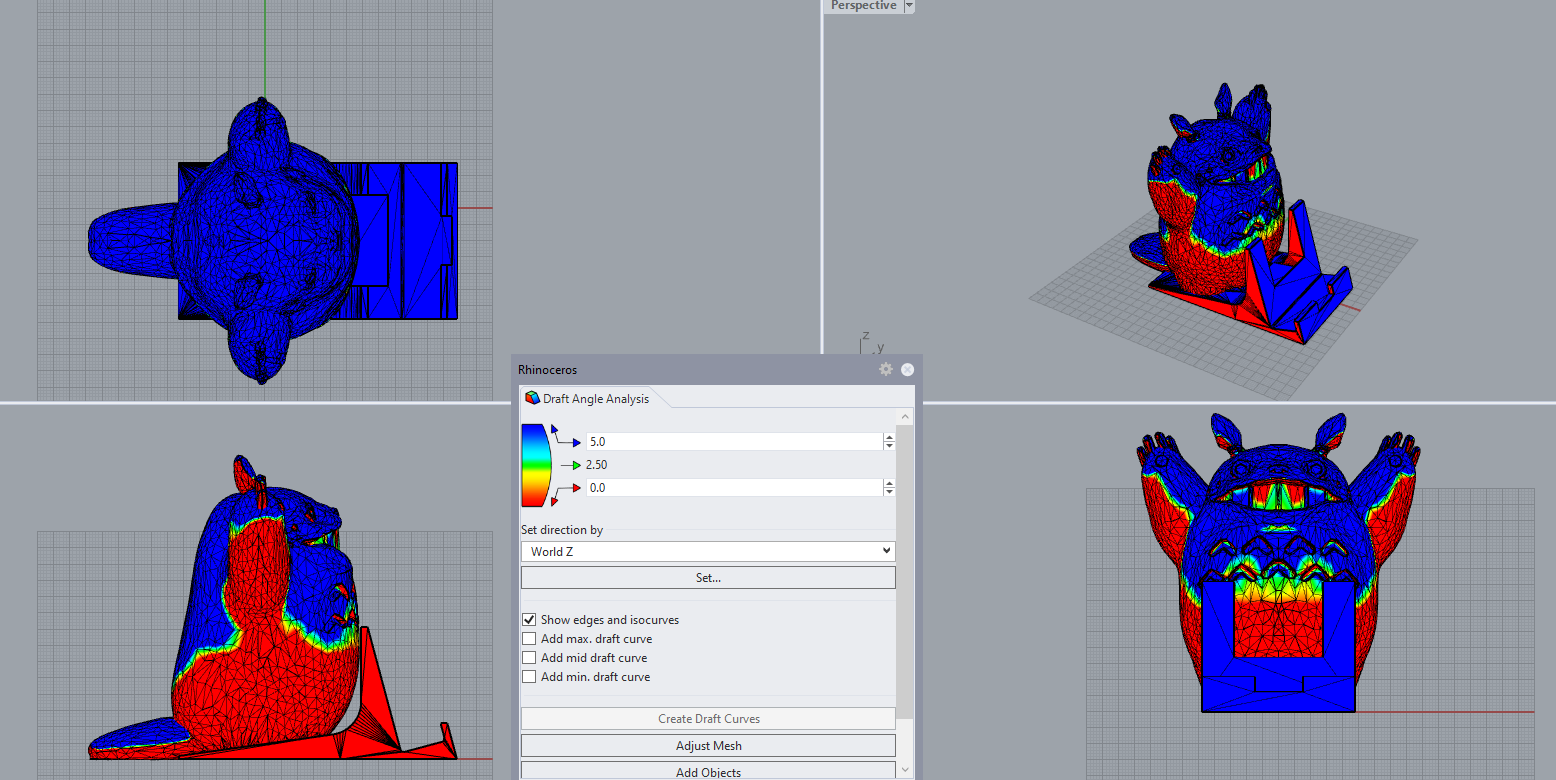 Perspective
z
y
Rhinoceros
Draft Angle Analysis
5.0
2.50
0.0
Set direction by
World Z
Set...
Show edges and isocurves
Add max. draft curve
Add mid draft curve
Add min. draft curve
Create Draft Curves
Adjust Mesh
Add Objects